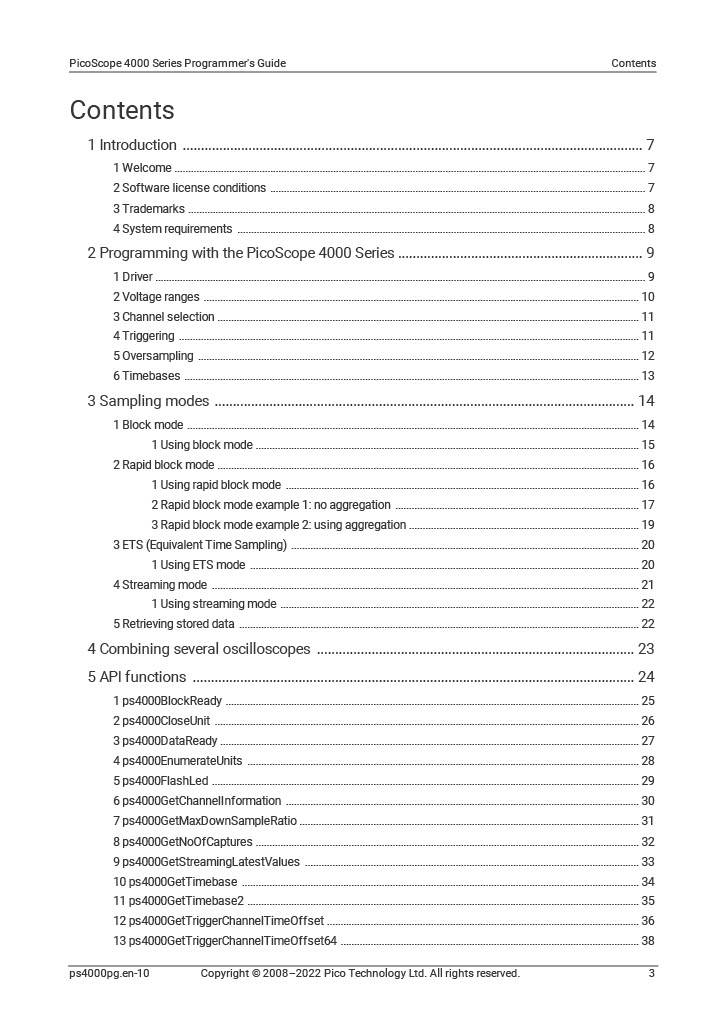 PicoScope 4000 Series Programmer's Guide Contents
Contents
1 Introduction ........ 7
1 Welcome ........ 7
2 Software license conditions ........ 7
3 Trademarks ........ 8
4 System requirements ........ 8
2 Programming with the PicoScope 4000 Series ........ 9
1 Driver ........ 9
2 Voltage ranges ........ 10
3 Channel selection ........ 11
4 Triggering ........ 11
5 Oversampling ........ 12
6 Timebases ........ 13
3 Sampling modes ........ 14
1 Block mode ........ 14
1 Using block mode ........ 15
2 Rapid block mode ........ 16
1 Using rapid block mode ........ 16
2 Rapid block mode example 1: no aggregation ........ 17
3 Rapid block mode example 2: using aggregation ........ 19
3 ETS (Equivalent Time Sampling) ........ 20
1 Using ETS mode ........ 20
4 Streaming mode ........ 21
1 Using streaming mode ........ 22
5 Retrieving stored data ........ 22
4 Combining several oscilloscopes ........ 23
5 API functions ........ 24
1 ps4000BlockReady ........ 25
2 ps4000CloseUnit ........ 26
3 ps4000DataReady ........ 27
4 ps4000EnumerateUnits ........ 28
5 ps4000FlashLed ........ 29
6 ps4000GetChannelInformation ........ 30
7 ps4000GetMaxDownSampleRatio ........ 31
8 ps4000GetNoOfCaptures ........ 32
9 ps4000GetStreamingLatestValues ........ 33
10 ps4000GetTimebase ........ 34
11 ps4000GetTimebase2 ........ 35
12 ps4000GetTriggerChannelTimeOffset ........ 36
13 ps4000GetTriggerChannelTimeOffset64 ........ 38
ps4000pg.en-10 Copyright © 2008–2022 Pico Technology Ltd. All rights reserved. 3